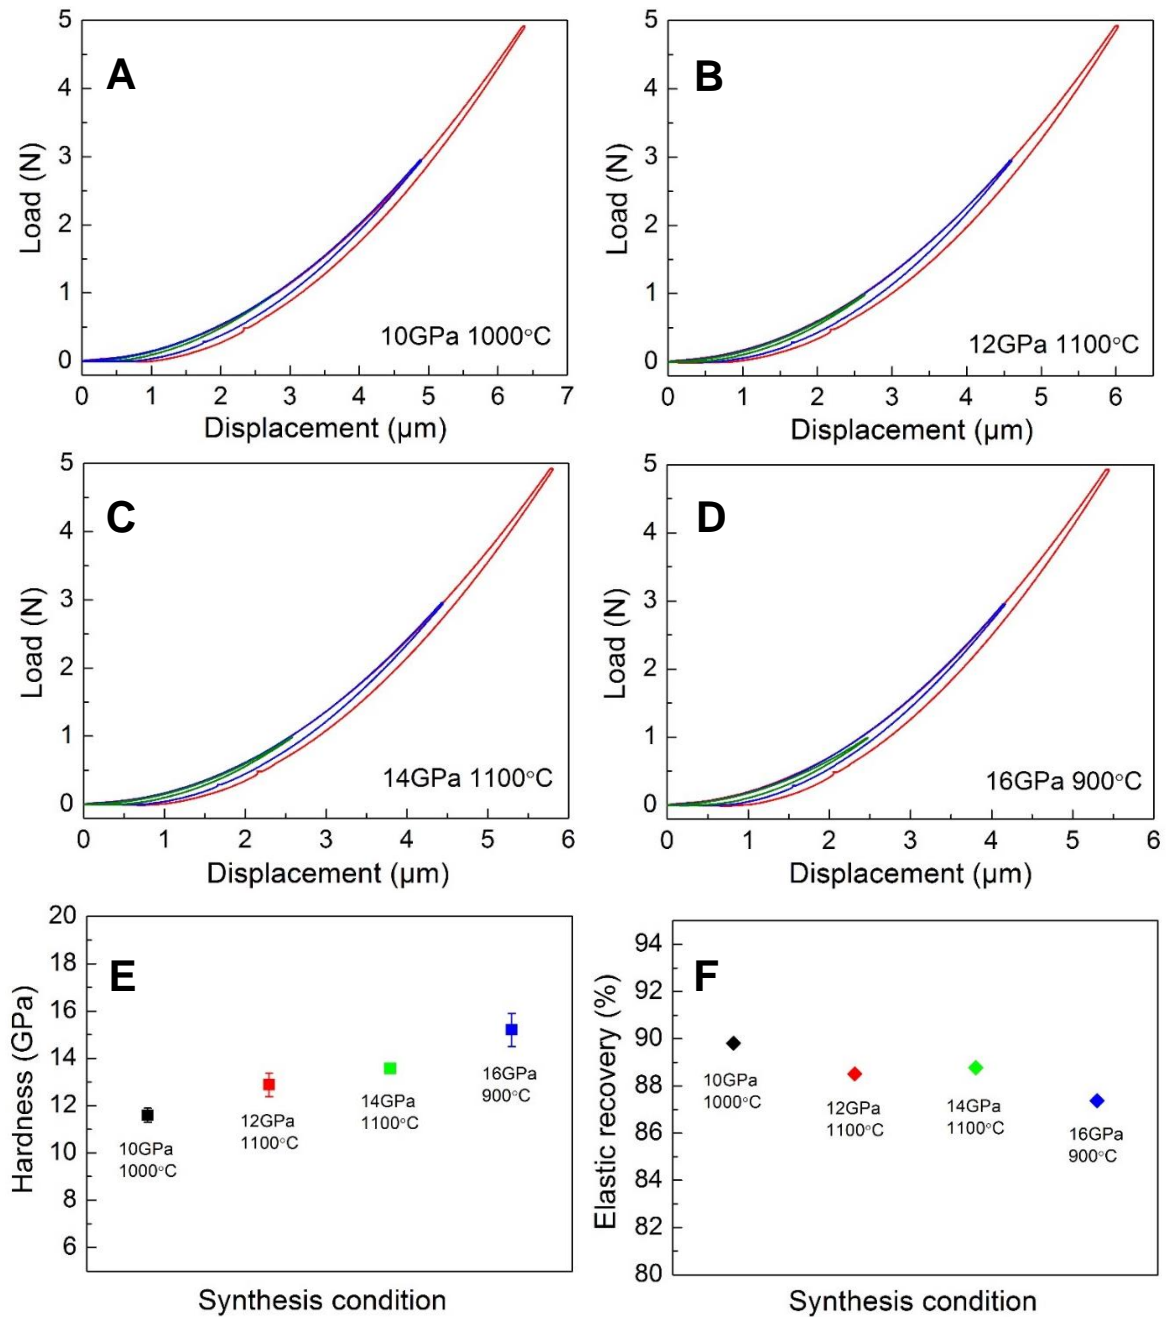 A
Load (N)
5
4
3
2
1
0
10GPa 1000°C
0 1 2 3 4 5 6 7
Displacement (μm)
B
Load (N)
5
4
3
2
1
0
12GPa 1100°C
0 1 2 3 4 5 6
Displacement (μm)
C
Load (N)
5
4
3
2
1
0
14GPa 1100°C
0 1 2 3 4 5 6
Displacement (μm)
D
Load (N)
5
4
3
2
1
0
16GPa 900°C
0 1 2 3 4 5 6
Displacement (μm)
E
Hardness (GPa)
20
18
16
14
12
10
8
6
10GPa
1000°C
12GPa
1100°C
14GPa
1100°C
16GPa
900°C
Synthesis condition
F
Elastic recovery (%)
94
92
90
88
86
84
82
80
10GPa
1000°C
12GPa
1100°C
14GPa
1100°C
16GPa
900°C
Synthesis condition